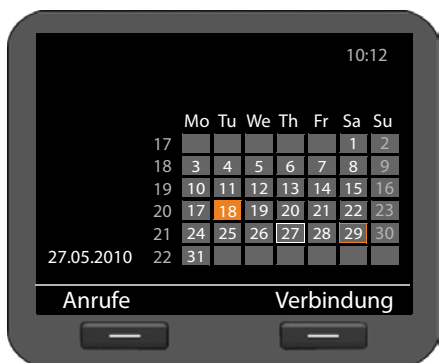 10:12
Mo Tu We Th Fr Sa Su
17 1 2
18 3 4 5 6 7 8 9
19 10 11 12 13 14 15 16
20 17 18 19 20 21 22 23
21 24 25 26 27 28 29 30
27.05.2010 22 31
Anrufe Verbindung